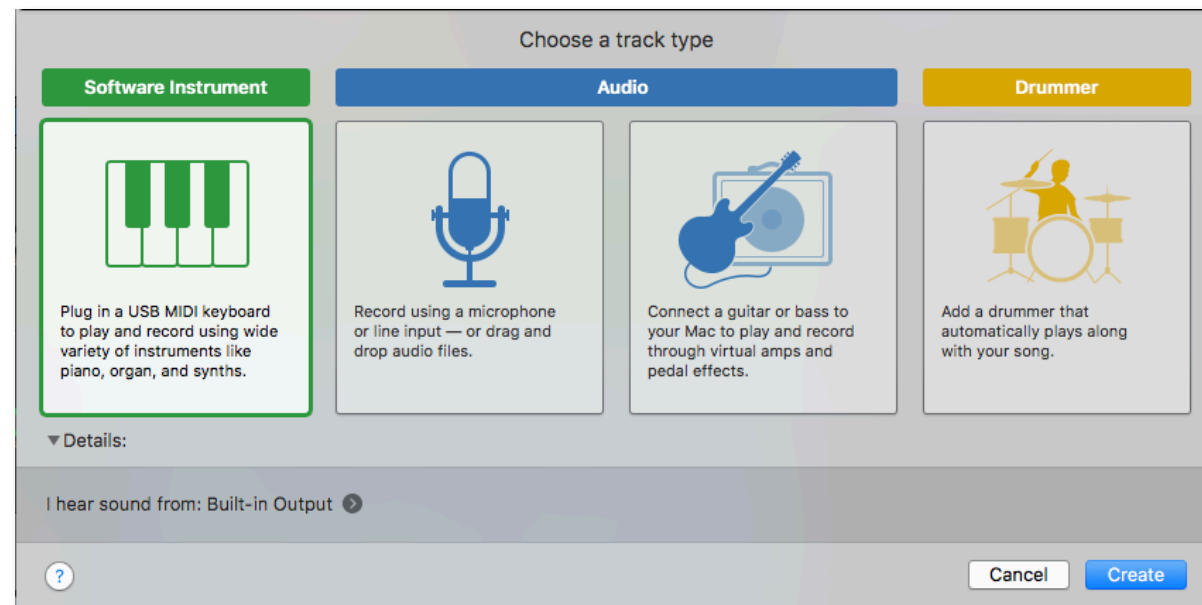 Choose a track type
Software Instrument
Audio
Drummer
Plug in a USB MIDI keyboard
to play and record using wide
variety of instruments like
piano, organ, and synths.
Record using a microphone
or line input — or drag and
drop audio files.
Connect a guitar or bass to
your Mac to play and record
through virtual amps and
pedal effects.
Add a drummer that
automatically plays along
with your song.
Details:
I hear sound from: Built-in Output
?
Cancel
Create